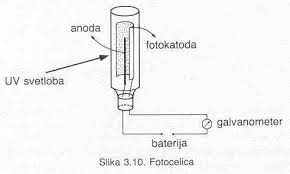 anoda
fotokatoda
UV svetloba
galvanometer
baterija
Slika 3.10. Fotocelica